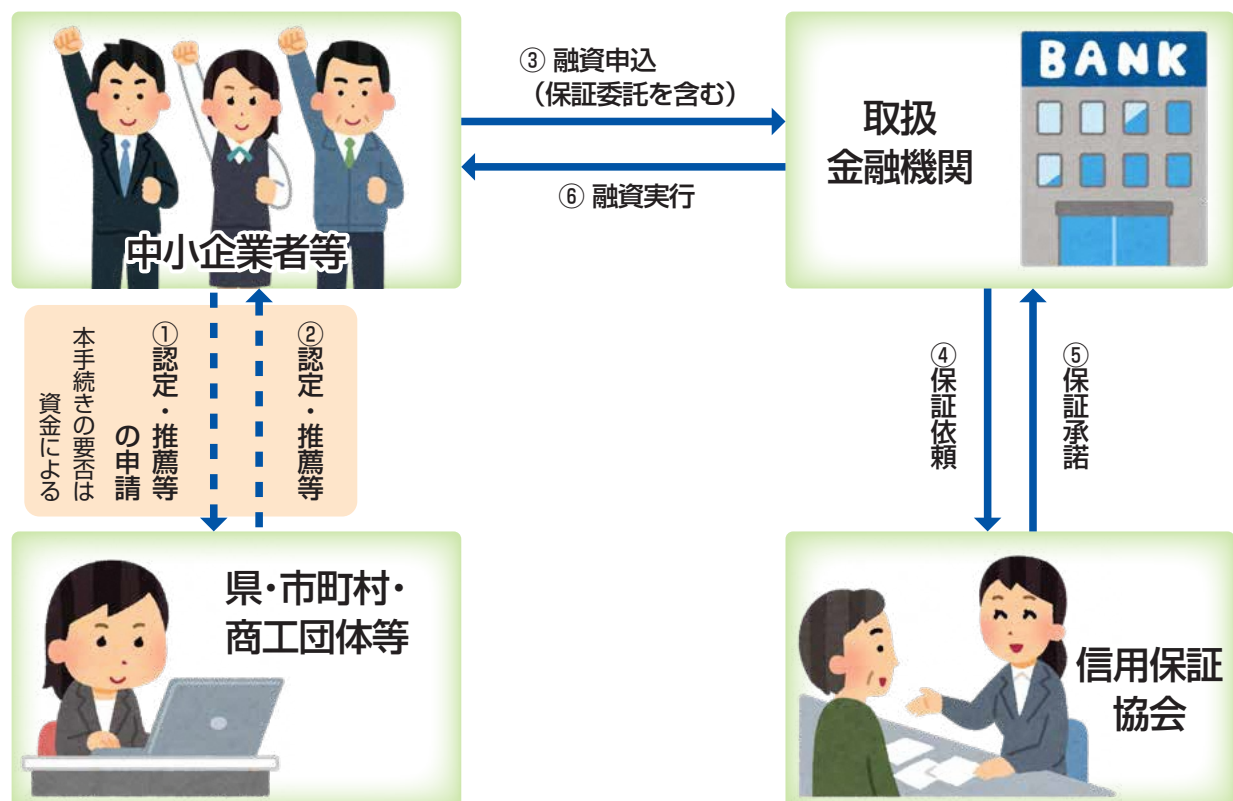 ③ 融資申込
（保証委託を含む）
BANK
取扱
金融機関
⑥ 融資実行
中小企業者等
②認定・推薦等
①認定・推薦等
の申請
本手続きの要否は
資金による
④保証依頼
⑤保証承諾
県・市町村・
商工団体等
信用保証
協会